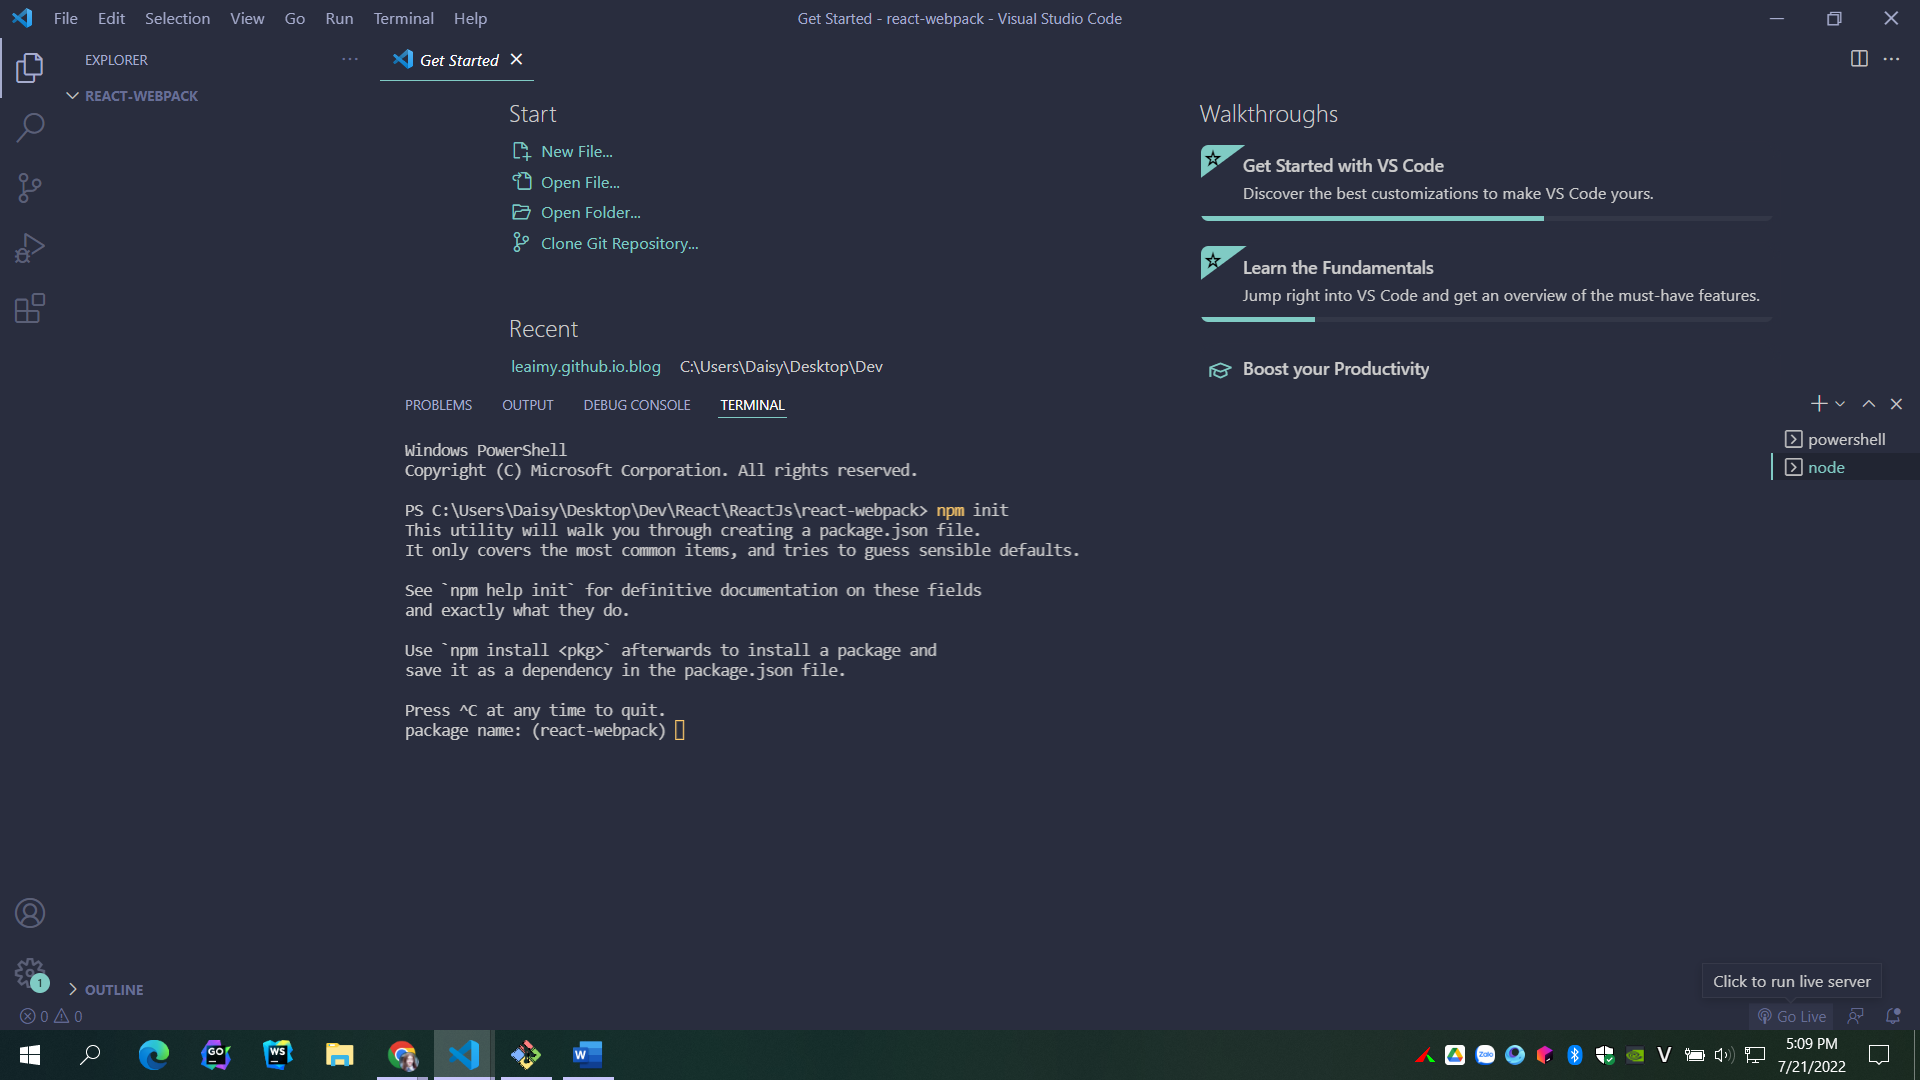 File Edit Selection View Go Run Terminal Help
Get Started - react-webpack - Visual Studio Code
EXPLORER
Get Started
REACT-WEBPACK
Start
New File...
Open File...
Open Folder...
Clone Git Repository...
Recent
leaimy.github.io.blog C:\Users\Daisy\Desktop\Dev
Walkthroughs
Get Started with VS Code
Discover the best customizations to make VS Code yours.
Learn the Fundamentals
Jump right into VS Code and get an overview of the must-have features.
Boost your Productivity
PROBLEMS OUTPUT DEBUG CONSOLE TERMINAL
powershell
node
Windows PowerShell
Copyright (C) Microsoft Corporation. All rights reserved.
PS C:\Users\Daisy\Desktop\Dev\React\ReactJs\react-webpack> npm init
This utility will walk you through creating a package.json file.
It only covers the most common items, and tries to guess sensible defaults.
See `npm help init` for definitive documentation on these fields
and exactly what they do.
Use `npm install <pkg>` afterwards to install a package and
save it as a dependency in the package.json file.
Press ^C at any time to quit.
package name: (react-webpack)
1
OUTLINE
Click to run live server
0 0
Go Live
GO
WS
W
Zalo
V
5:09 PM
7/21/2022